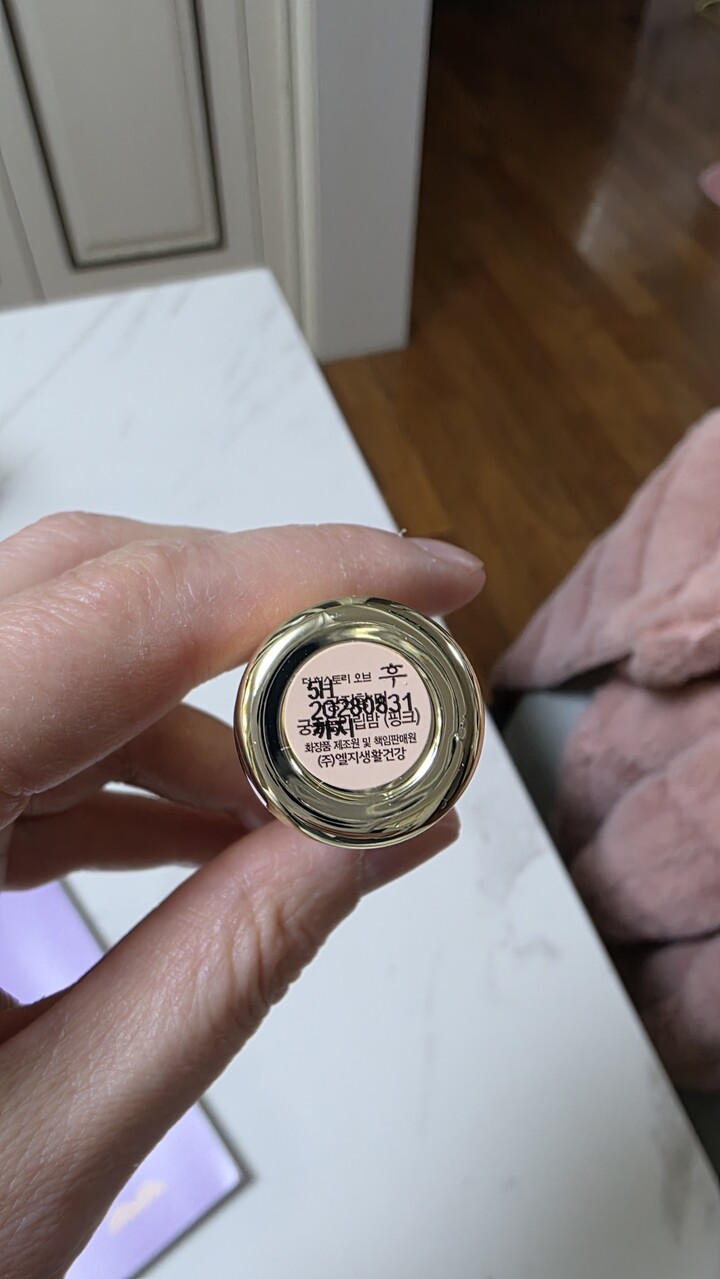 더 히스토리 오브 후
5H
20280831
까지
립밤 (핑크)
화장품 제조원 및 책임판매원
(주)엘지생활건강